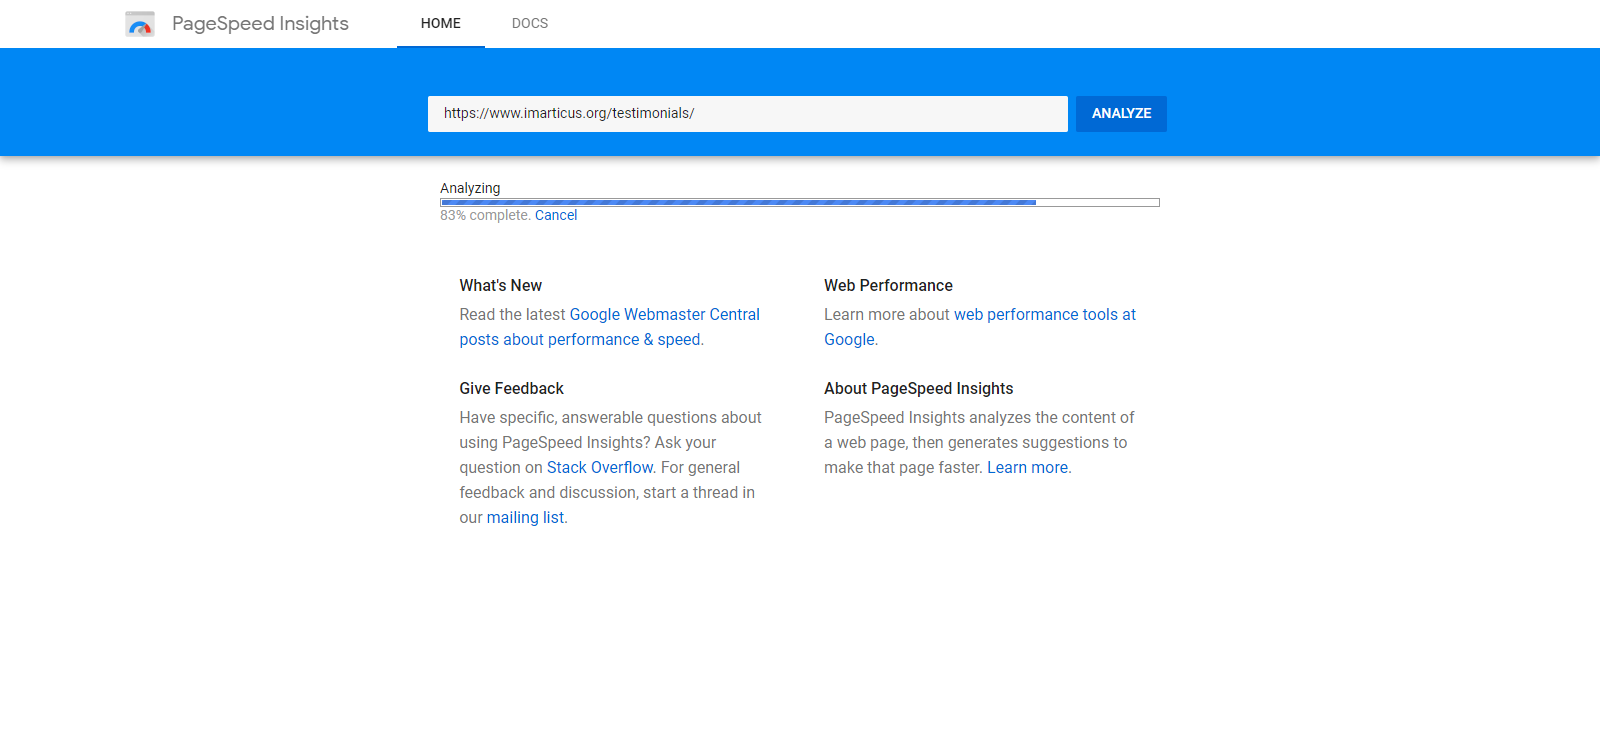 PageSpeed Insights
HOME
DOCS
https://www.imarticus.org/testimonials/
ANALYZE
Analyzing
83% complete. Cancel
What's New
Read the latest Google Webmaster Central
posts about performance & speed.
Web Performance
Learn more about web performance tools at
Google.
Give Feedback
Have specific, answerable questions about
using PageSpeed Insights? Ask your
question on Stack Overflow. For general
feedback and discussion, start a thread in
our mailing list.
About PageSpeed Insights
PageSpeed Insights analyzes the content of
a web page, then generates suggestions to
make that page faster. Learn more.